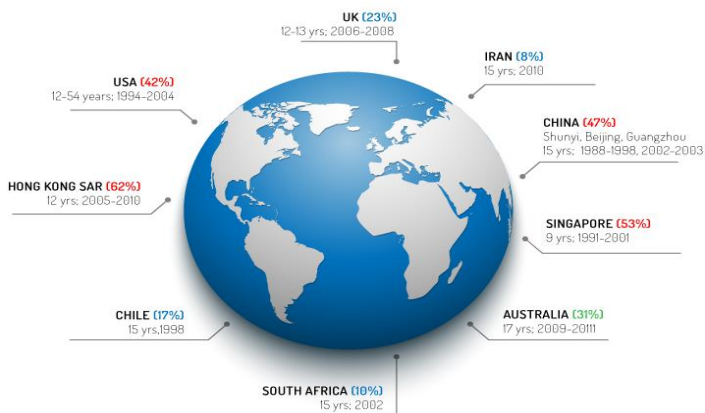 UK (23%)
12-13 yrs; 2006-2008
IRAN (8%)
15 yrs; 2010
USA (42%)
12-54 years; 1994-2004
CHINA (47%)
Shunyi, Beijing, Guangzhou
15 yrs; 1988-1998, 2002-2003
HONG KONG SAR (62%)
12 yrs; 2005-2010
SINGAPORE (53%)
9 yrs; 1991-2001
CHILE (17%)
15 yrs,1998
AUSTRALIA (31%)
17 yrs; 2009-20111
SOUTH AFRICA (10%)
15 yrs; 2002